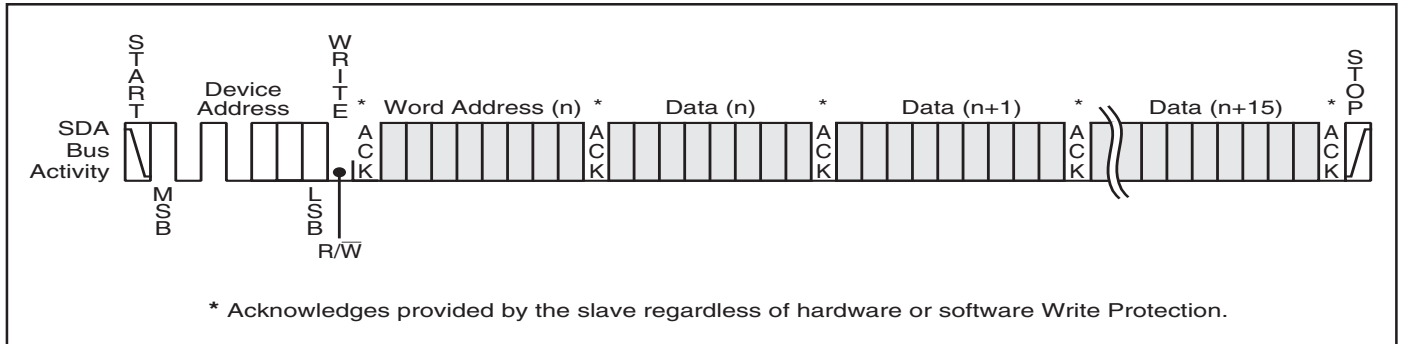 START
Device
Address
WRITE
* Word Address (n) * Data (n) * Data (n+1) * Data (n+15) *
STOP
SDA
Bus
Activity
ACK
ACK
ACK
ACK
ACK
MSB
LSB
R/W̅
* Acknowledges provided by the slave regardless of hardware or software Write Protection.